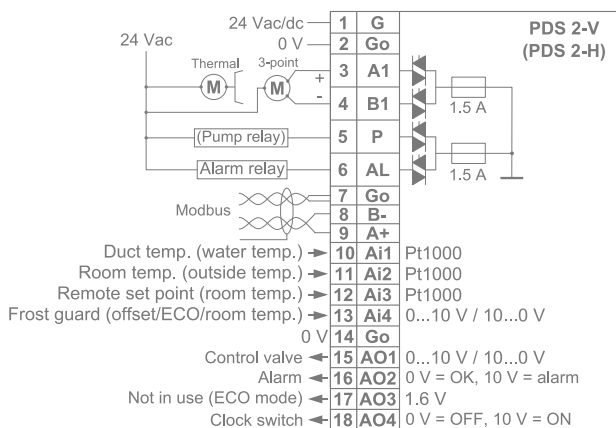 24 Vac/dc 1 G PDS 2-V
24 Vac 0 V 2 Go (PDS 2-H)
Thermal 3-point + 3 A1
M M - 4 B1 1.5 A
(Pump relay) 5 P
Alarm relay 6 AL 1.5 A
7 Go
Modbus 8 B-
9 A+
Duct temp. (water temp.) 10 Ai1 Pt1000
Room temp. (outside temp.) 11 Ai2 Pt1000
Remote set point (room temp.) 12 Ai3 Pt1000
Frost guard (offset/ECO/room temp.) 13 Ai4 0...10 V / 10...0 V
0 V 14 Go
Control valve 15 AO1 0...10 V / 10...0 V
Alarm 16 AO2 0 V = OK, 10 V = alarm
Not in use (ECO mode) 17 AO3 1.6 V
Clock switch 18 AO4 0 V = OFF, 10 V = ON